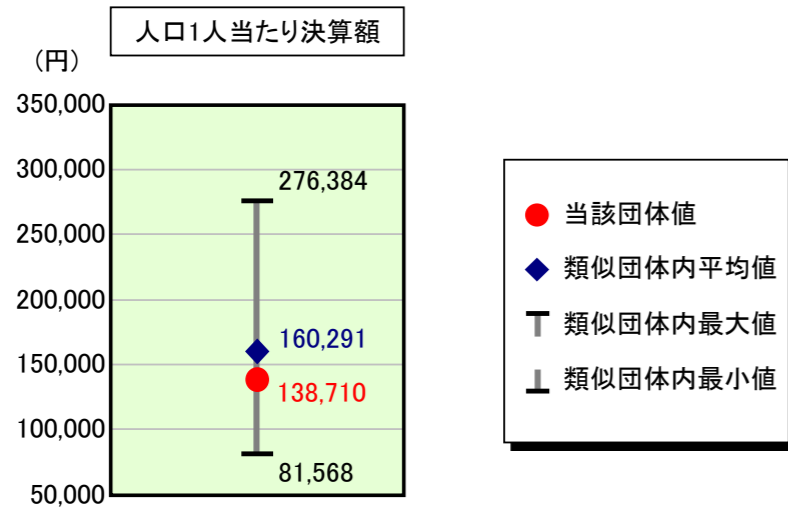 人口1人当たり決算額
(円)
350,000
300,000
276,384
250,000
200,000
160,291
150,000
138,710
100,000
81,568
50,000
当該団体値
類似団体内平均値
類似団体内最大値
類似団体内最小値